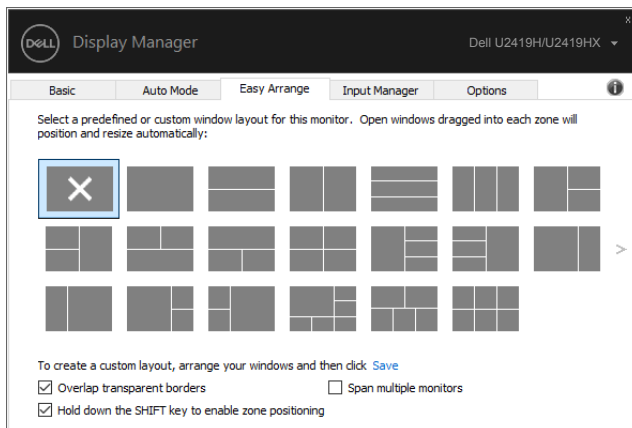 x
DELL Display Manager Dell U2419H/U2419HX
Basic Auto Mode Easy Arrange Input Manager Options i
Select a predefined or custom window layout for this monitor. Open windows dragged into each zone will
position and resize automatically:
>
To create a custom layout, arrange your windows and then click Save
Overlap transparent borders Span multiple monitors
Hold down the SHIFT key to enable zone positioning